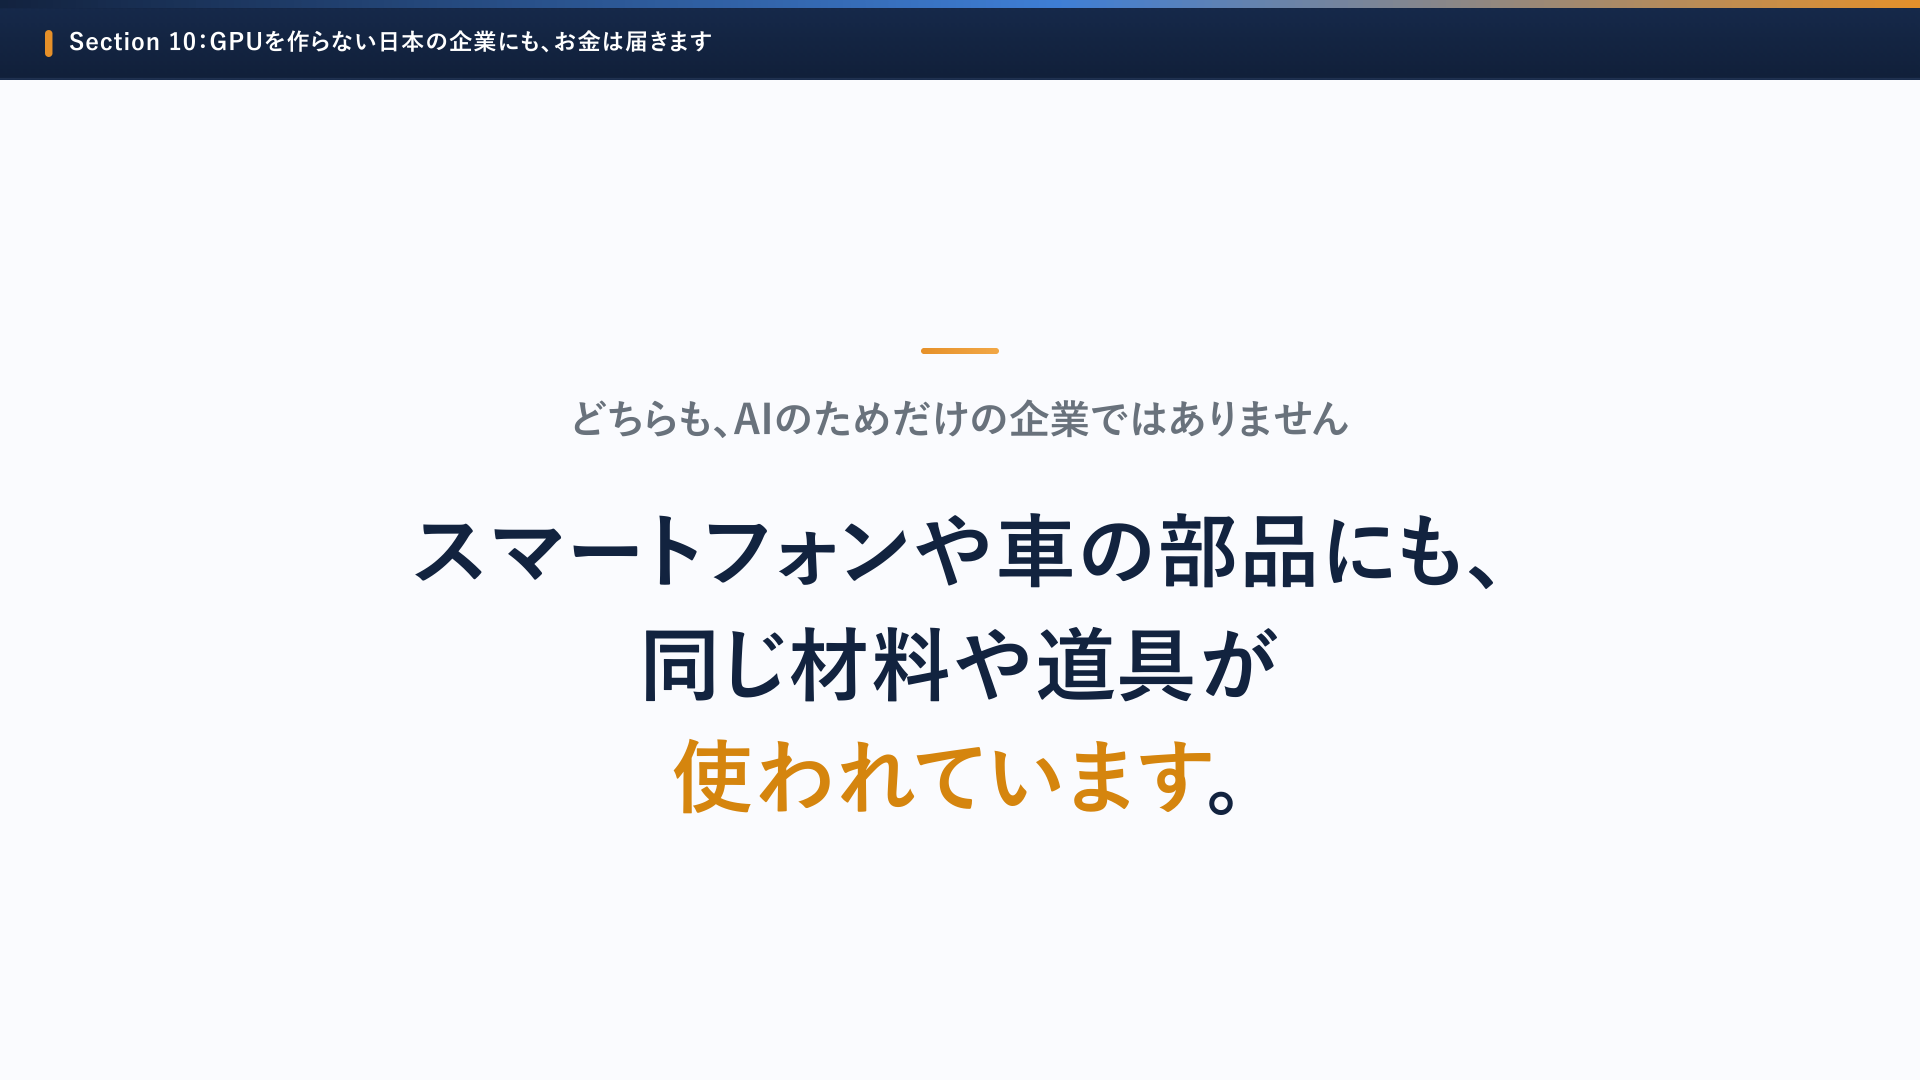 Section 10：GPUを作らない日本の企業にも、お金は届きます
どちらも、AIのためだけの企業ではありません
スマートフォンや車の部品にも、
同じ材料や道具が
使われています。